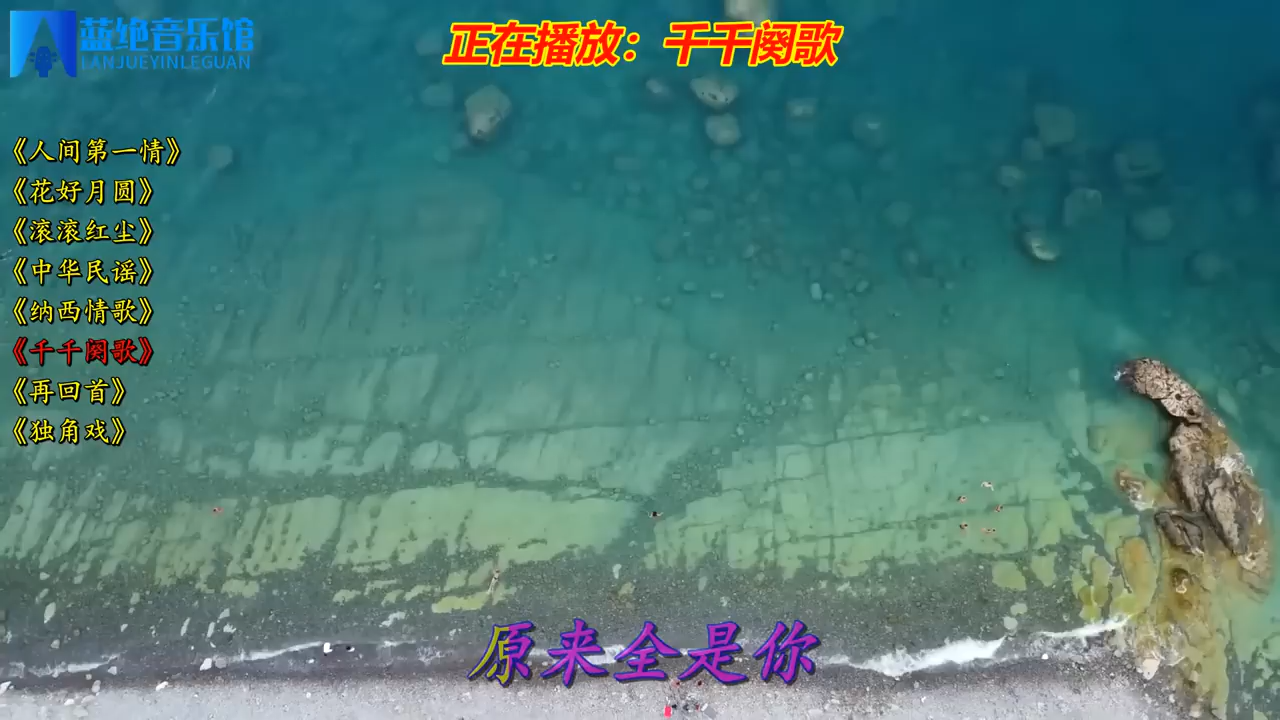 蓝绝音乐馆
LANJUEYINLEGUAN
正在播放：千千阕歌
《人间第一情》
《花好月圆》
《滚滚红尘》
《中华民谣》
《纳西情歌》
《千千阕歌》
《再回首》
《独角戏》
原来全是你